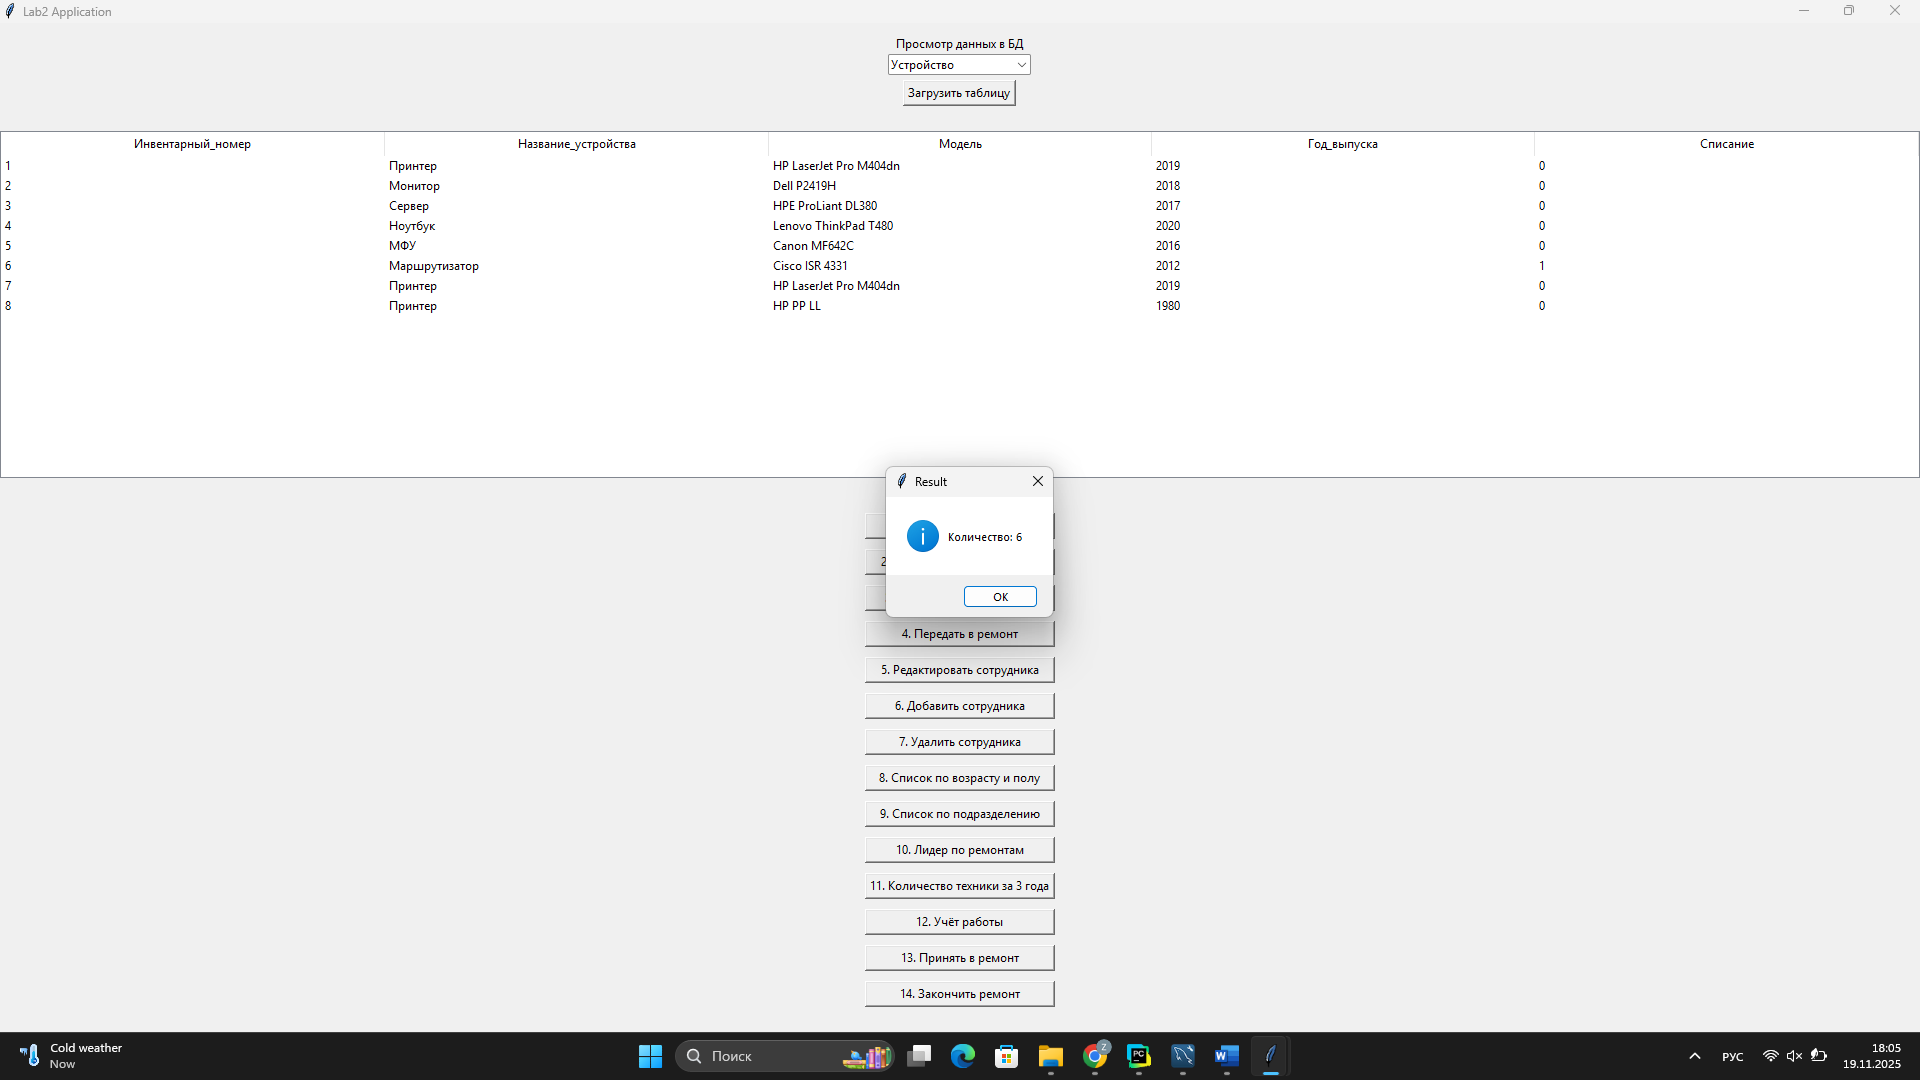 Lab2 Application
Просмотр данных в БД
Устройство
Загрузить таблицу
Инвентарный_номер Название_устройства Модель Год_выпуска Списание
1 Принтер HP LaserJet Pro M404dn 2019 0
2 Монитор Dell P2419H 2018 0
3 Сервер HPE ProLiant DL380 2017 0
4 Ноутбук Lenovo ThinkPad T480 2020 0
5 МФУ Canon MF642C 2016 0
6 Маршрутизатор Cisco ISR 4331 2012 1
7 Принтер HP LaserJet Pro M404dn 2019 0
8 Принтер HP PP LL 1980 0
Result
Количество: 6
2
ОК
4. Передать в ремонт
5. Редактировать сотрудника
6. Добавить сотрудника
7. Удалить сотрудника
8. Список по возрасту и полу
9. Список по подразделению
10. Лидер по ремонтам
11. Количество техники за 3 года
12. Учёт работы
13. Принять в ремонт
14. Закончить ремонт
Cold weather
Now
Поиск
Z
PC
W
РУС
18:05
19.11.2025